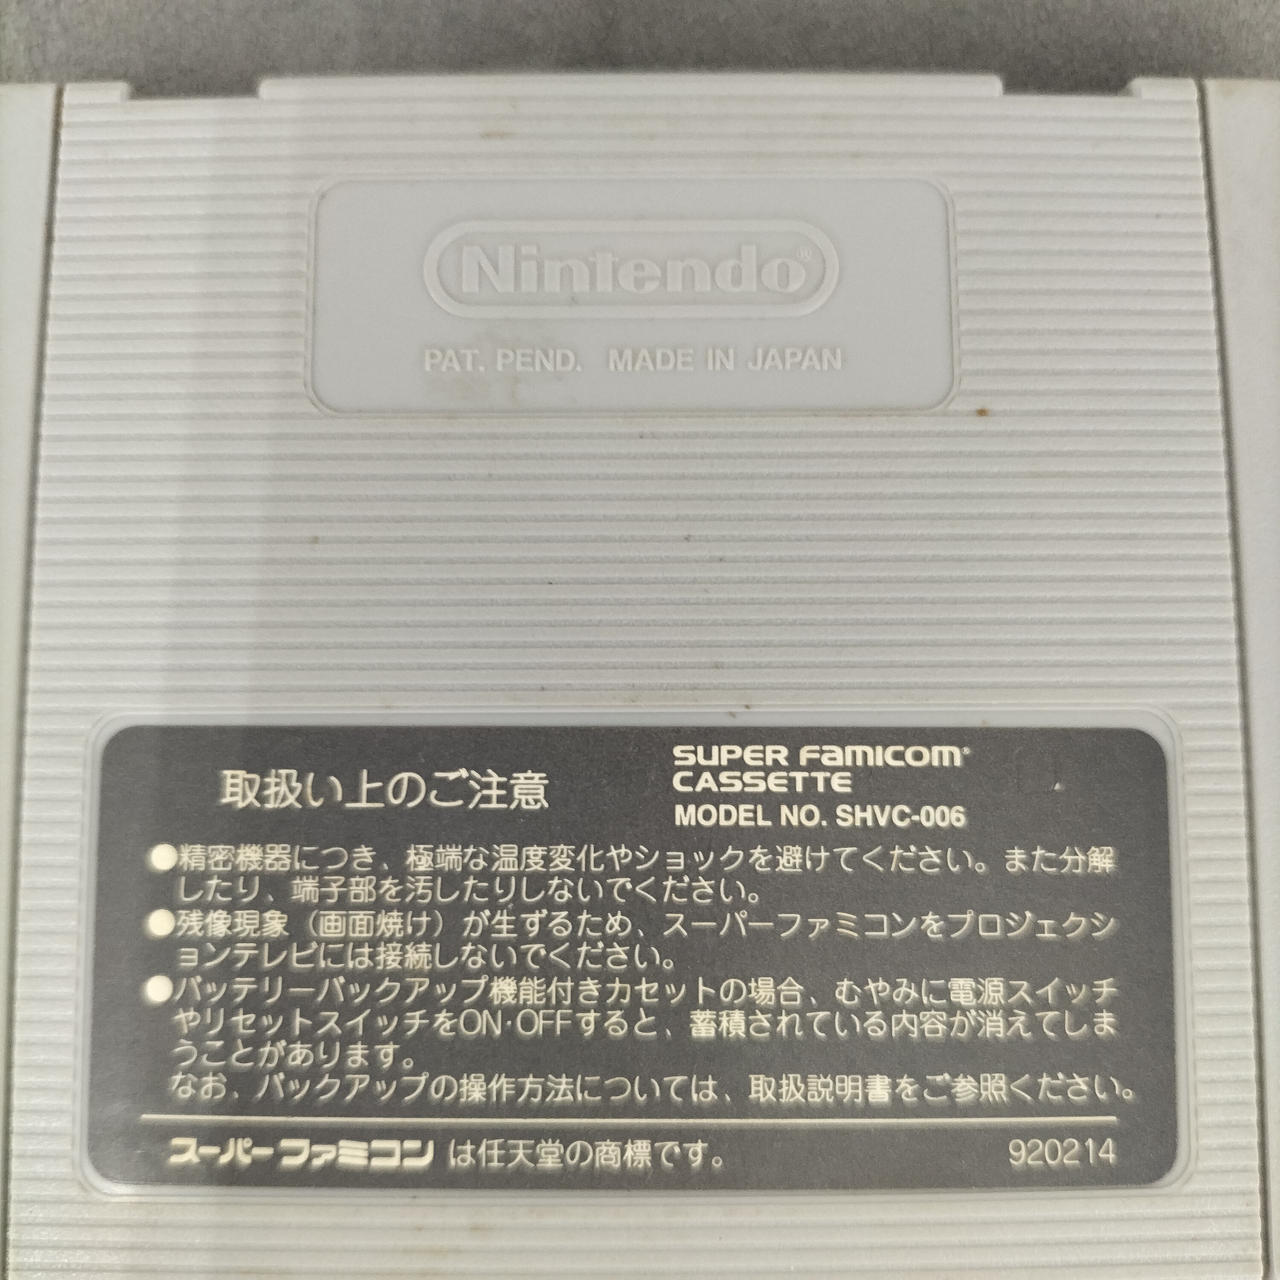 Nintendo®
PAT. PEND. MADE IN JAPAN
取扱い上のご注意
SUPER FAMICOM
CASSETTE
MODEL NO. SHVC-006
●精密機器につき、極端な温度変化やショックを避けてください。また分解
したり、端子部を汚したりしないでください。
●残像現象（画面焼け）が生ずるため、スーパーファミコンをプロジェクシ
ョンテレビには接続しないでください。
●バッテリーバックアップ機能付きカセットの場合、むやみに電源スイッチ
やリセットスイッチをON·OFFすると、蓄積されている内容が消えてしま
うことがあります。
なお、バックアップの操作方法については、取扱説明書をご参照ください。
スーパーファミコン は任天堂の商標です。
920214